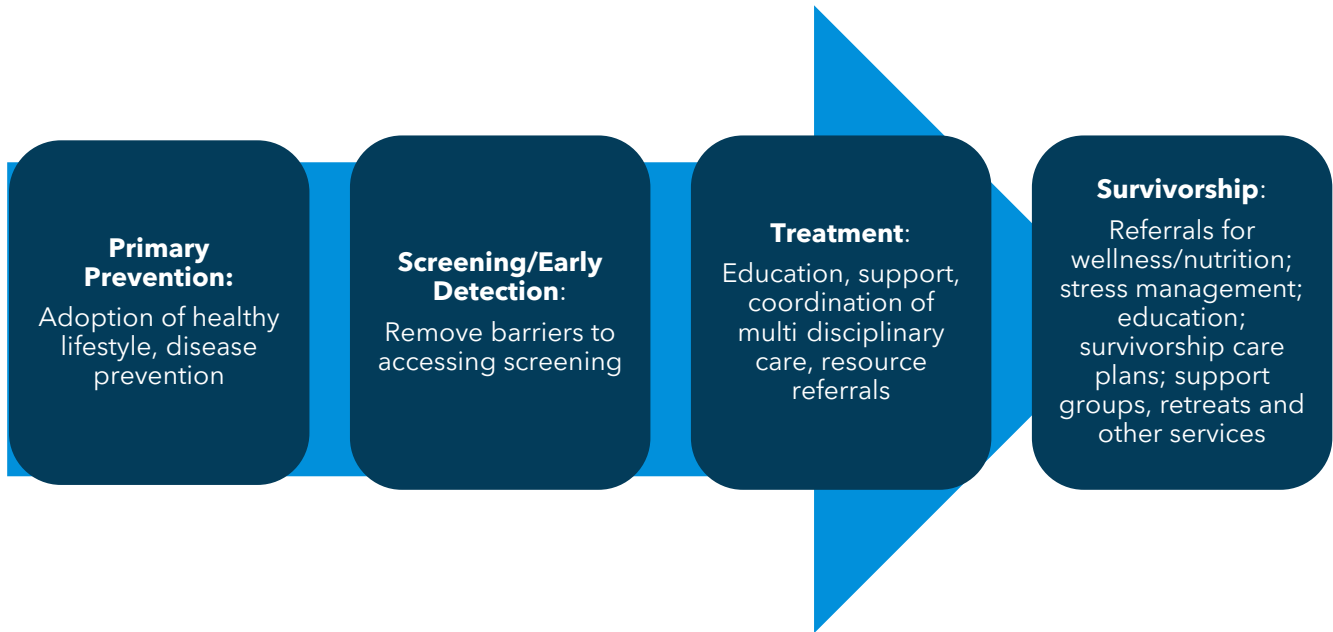 Primary
Prevention:
Adoption of healthy
lifestyle, disease
prevention
Screening/Early
Detection:
Remove barriers to
accessing screening
Treatment:
Education, support,
coordination of
multi disciplinary
care, resource
referrals
Survivorship:
Referrals for
wellness/nutrition;
stress management;
education;
survivorship care
plans; support
groups, retreats and
other services